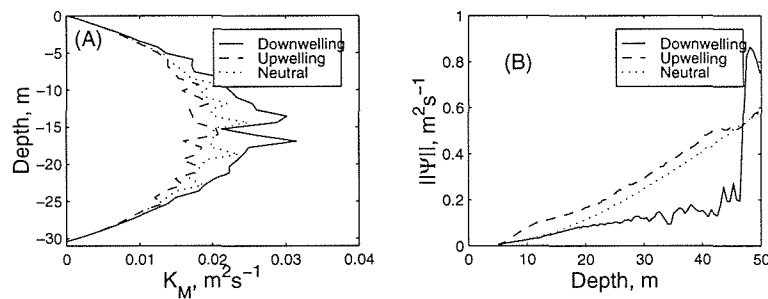 (A)
Downwelling
Upwelling
Neutral
0
-5
-10
-15
-20
-25
-30
Depth, m
0
0.01
0.02
0.03
0.04
K_M, m²s⁻¹
(B)
Downwelling
Upwelling
Neutral
1
0.8
0.6
0.4
0.2
0
||Ψ||, m²s⁻¹
0
10
20
30
40
50
Depth, m